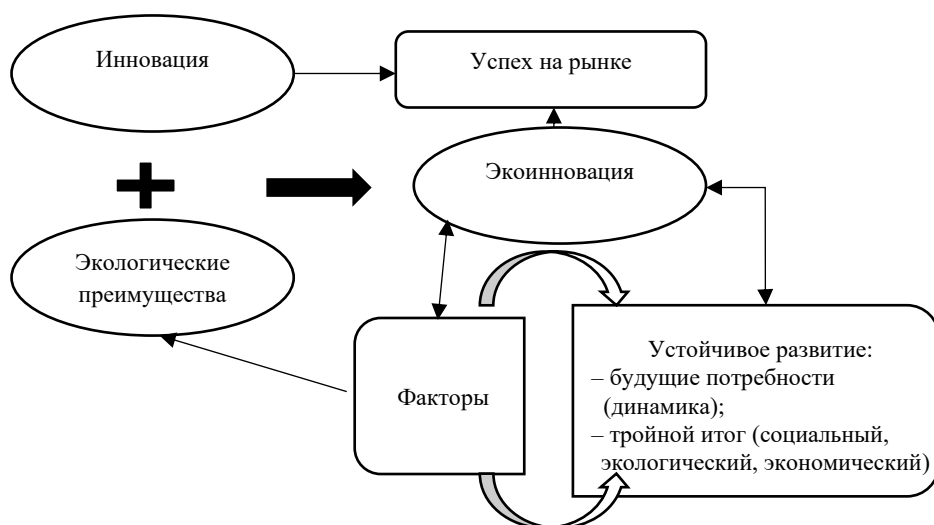 Инновация
Успех на рынке
Экоинновация
Экологические
преимущества
Факторы
Устойчивое развитие:
– будущие потребности
(динамика);
– тройной итог (социальный,
экологический, экономический)